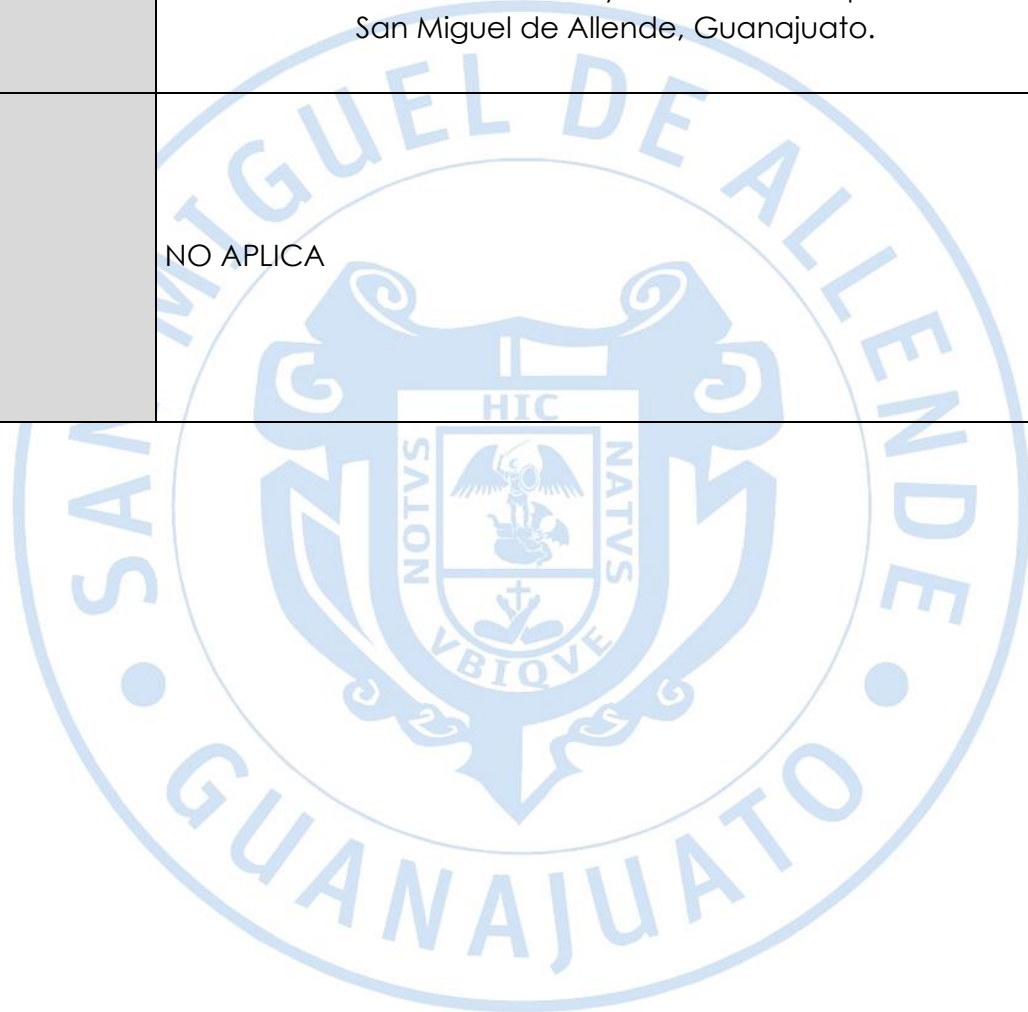 San Miguel de Allende, Guanajuato.
NO APLICA
SAN MIGUEL DE ALLENDE
GUANAJUATO
HIC
NOTVS
NATVS
VBIQVE